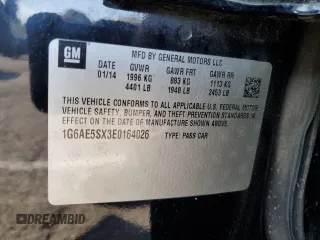 GM
MFD BY GENERAL MOTORS LLC
DATE GVWR GAWR FRT GAWR RR
01/14 1996 KG 883 KG 1113 KG
4401 LB 1948 LB 2453 LB
THIS VEHICLE CONFORMS TO ALL APPLICABLE U.S. FEDERAL MOTOR
VEHICLE SAFETY, BUMPER, AND THEFT PREVENTION STANDARDS
IN EFFECT ON THE DATE OF MANUFACTURE SHOWN ABOVE.
1G6AE5SX3E0164026 TYPE: PASS CAR
DREAMBID